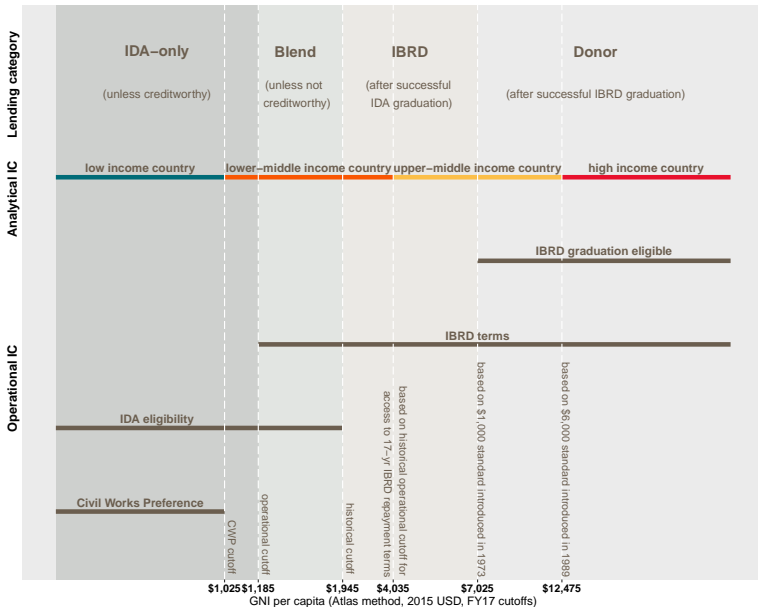 Lending category
IDA−only
Blend
IBRD
Donor
(unless creditworthy)
(unless not
creditworthy)
(after successful
IDA graduation)
(after successful IBRD graduation)
Analytical IC
low income country
lower−middle income country
upper−middle income country
high income country
Operational IC
IBRD graduation eligible
IBRD terms
IDA eligibility
Civil Works Preference
CWP cutoff
operational cutoff
historical cutoff
based on historical operational cutoff for
access to 17−yr IBRD repayment terms
based on $1,000 standard introduced in 1973
based on $6,000 standard introduced in 1989
$1,025
$1,185
$1,945
$4,035
$7,025
$12,475
GNI per capita (Atlas method, 2015 USD, FY17 cutoffs)